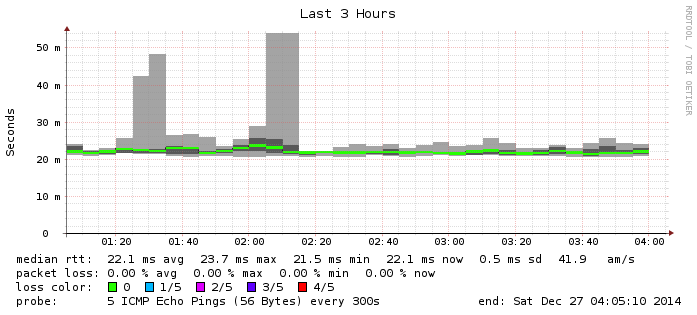 Last 3 Hours
RRDTOOL / TOBI OETIKER
Seconds
50 m
40 m
30 m
20 m
10 m
0
01:20 01:40 02:00 02:20 02:40 03:00 03:20 03:40 04:00
median rtt: 22.1 ms avg 23.7 ms max 21.5 ms min 22.1 ms now 0.5 ms sd 41.9 am/s
packet loss: 0.00 % avg 0.00 % max 0.00 % min 0.00 % now
loss color: 0 1/5 2/5 3/5 4/5
probe: 5 ICMP Echo Pings (56 Bytes) every 300s end: Sat Dec 27 04:05:10 2014